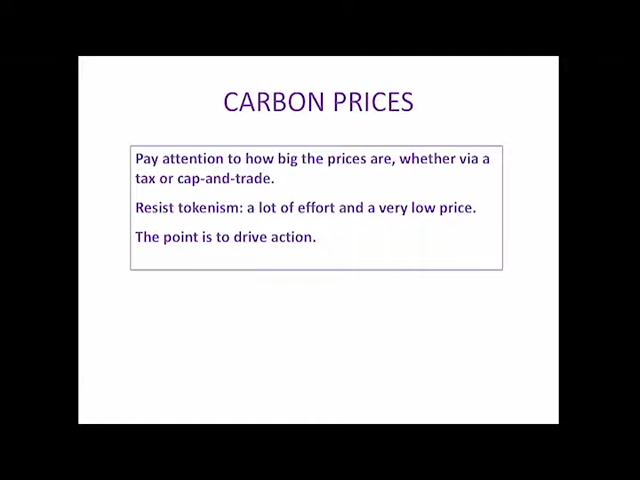 CARBON PRICES
Pay attention to how big the prices are, whether via a
tax or cap-and-trade.
Resist tokenism: a lot of effort and a very low price.
The point is to drive action.